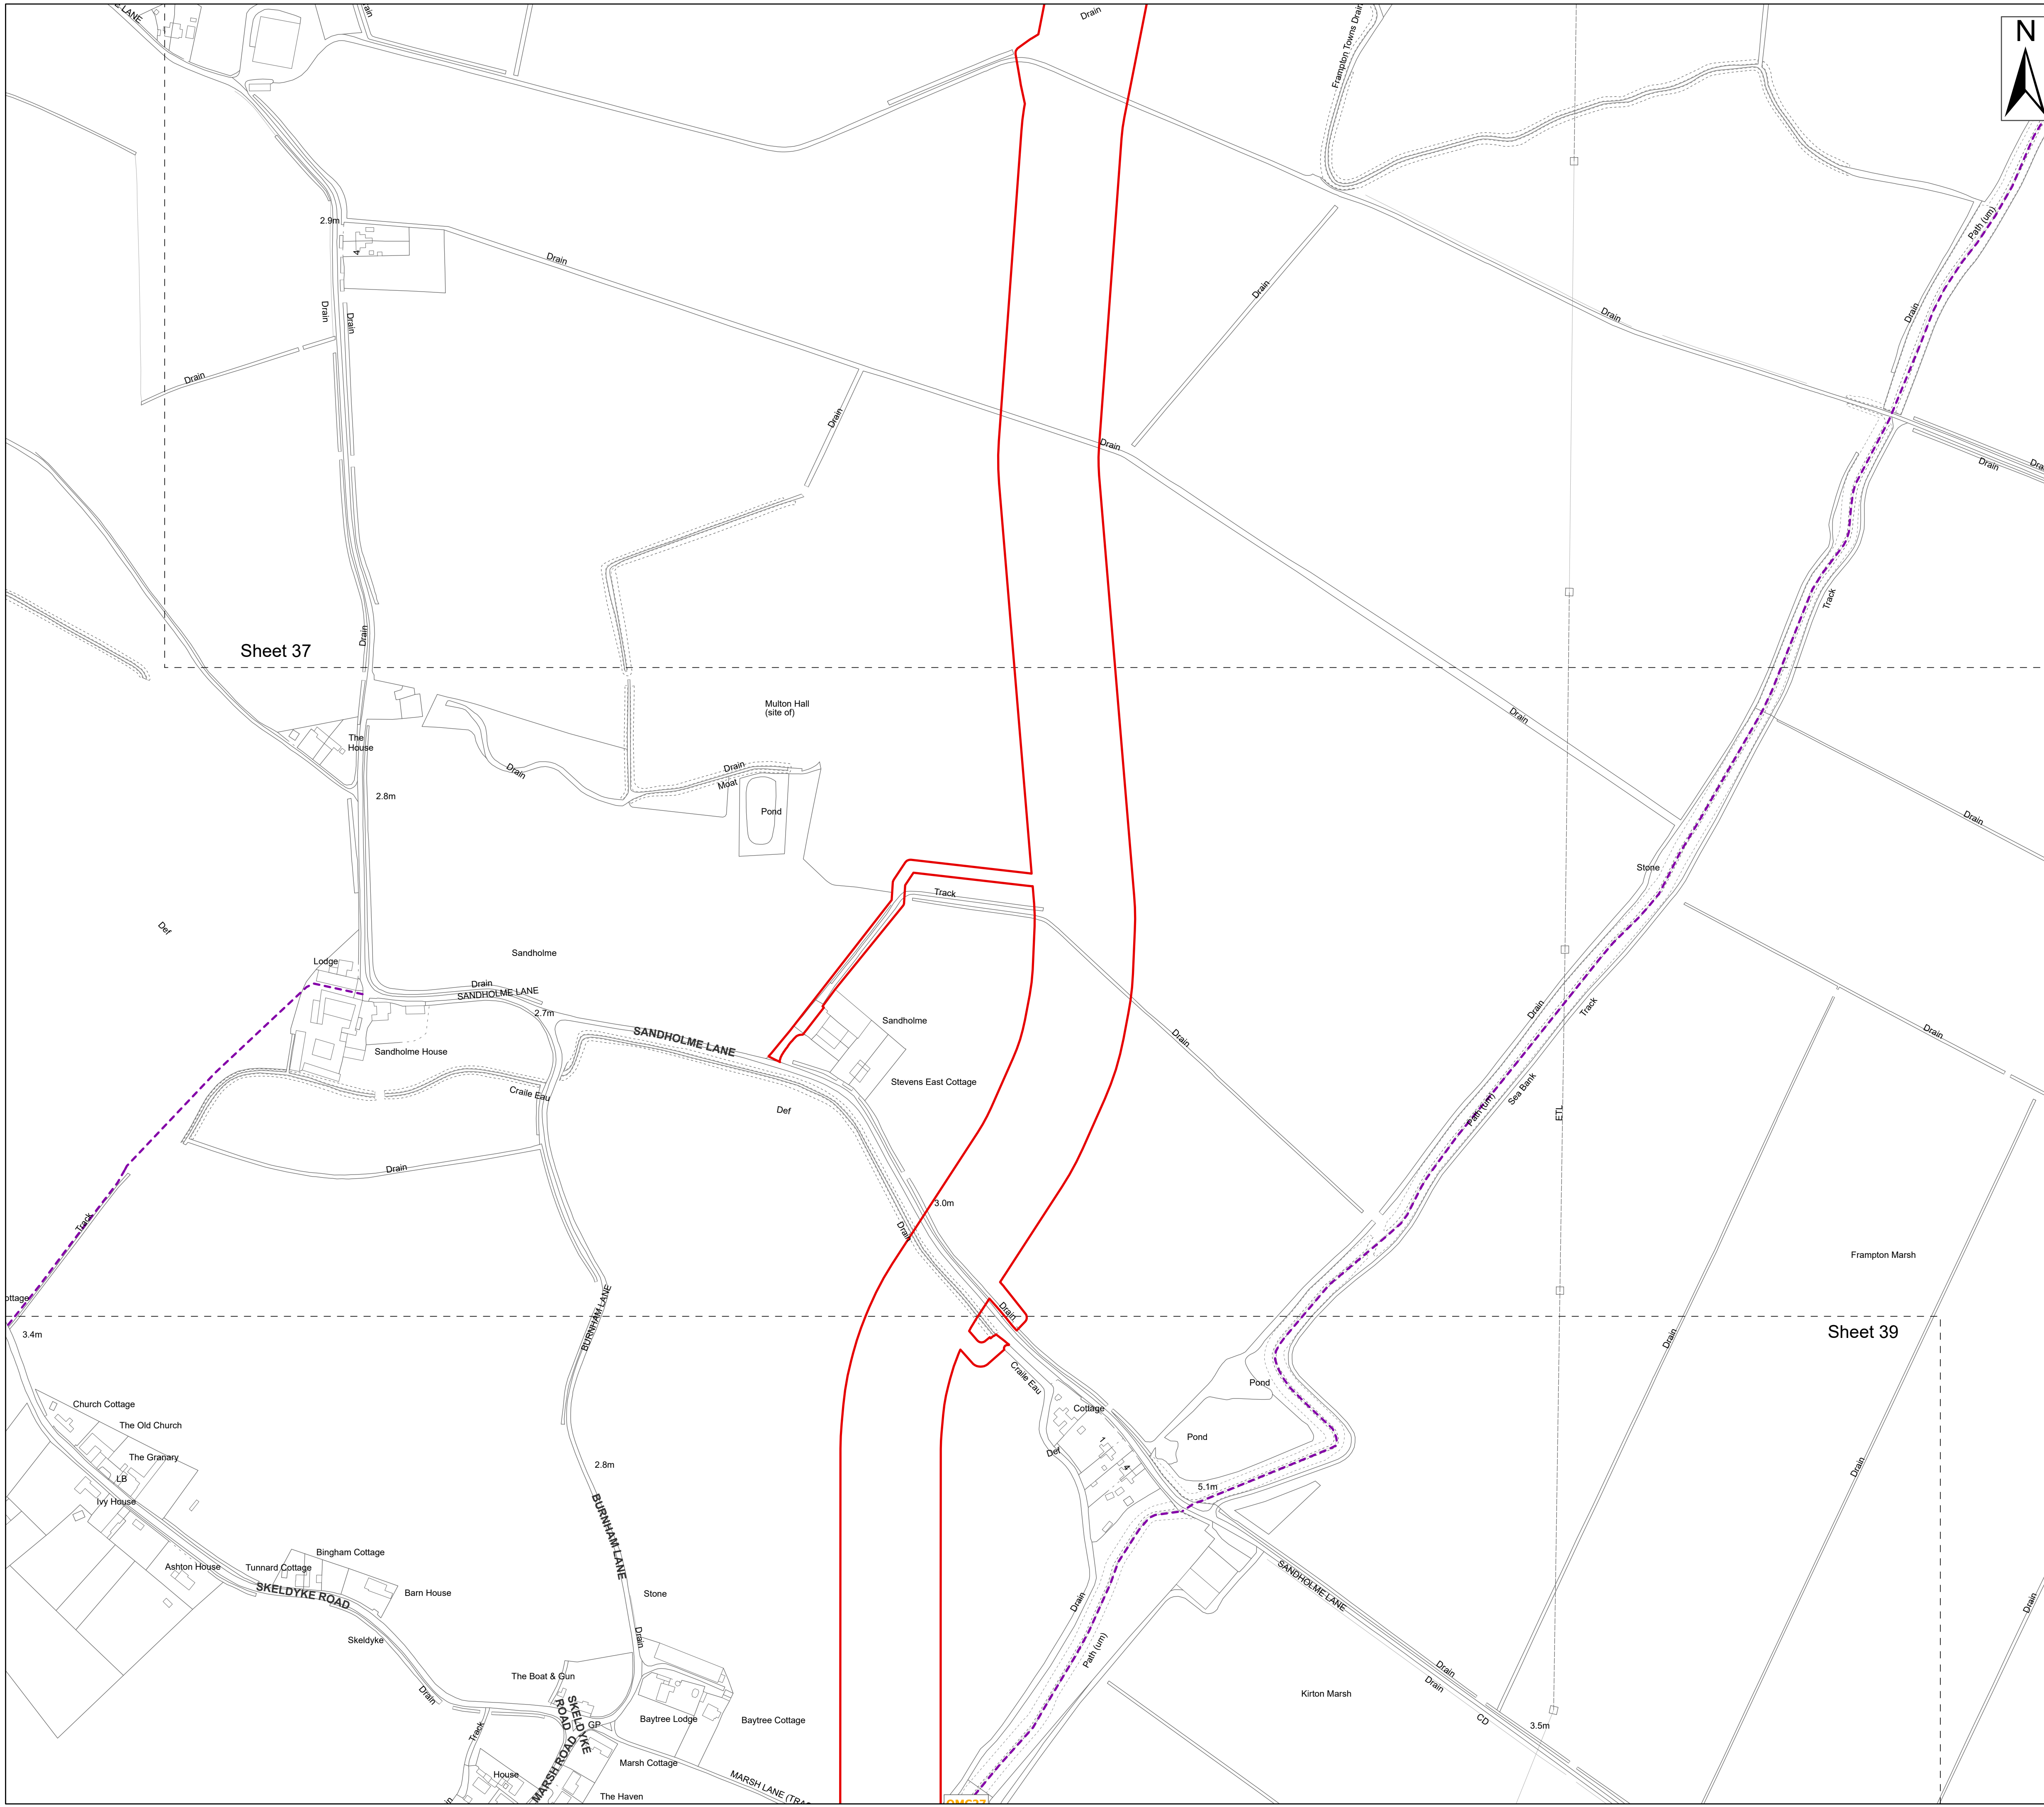 Drain
Frampton Towns Drain
N
2.9m
4
Drain
Path (um)
Drain
Drain
Drain
Drain
Drain
Drain
Drain
Drain
Drain
Drain
Drain
Track
Drain
Sheet 37
Multon Hall
(site of)
Drain
The
House
Drain
Drain
Moat
2.8m
Pond
Drain
Stone
Track
Def
Sandholme
Lodge
Drain
SANDHOLME LANE
2.7m
Drain
Track
Sandholme
Drain
Drain
SANDHOLME LANE
Sandholme House
Stevens East Cottage
Craile Eau
Path (um)
Sea Bank
ETL
Def
Drain
Track
3.0m
Drain
Frampton Marsh
BURNHAM LANE
Drain
3.4m
Sheet 39
Drain
Craile Eau
Pond
Church Cottage
Cottage
The Old Church
Pond
1
The Granary
Def
4
LB
2.8m
5.1m
Drain
Ivy House
BURNHAM LANE
Bingham Cottage
Ashton House
Tunnard Cottage
SANDHOLME LANE
SKELDYKE ROAD
Barn House
Stone
Drain
Drain
Skeldyke
Drain
Path (um)
The Boat & Gun
Drain
Drain
Drain
Kirton Marsh
SKELDYKE
ROAD
Track
GP
Baytree Lodge
Baytree Cottage
CD
3.5m
MARSH ROAD
Marsh Cottage
House
MARSH LANE
The Haven